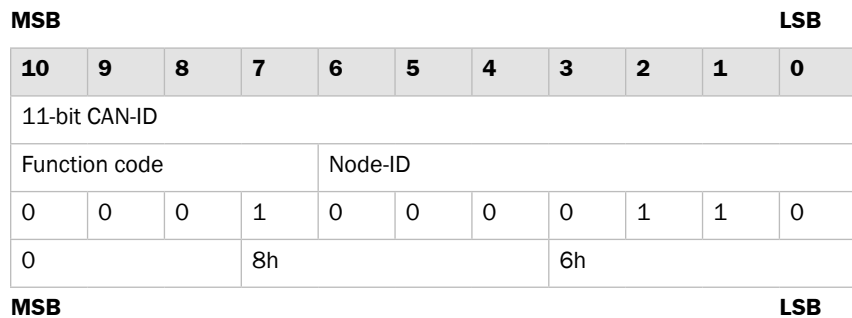 MSB LSB
10 9 8 7 6 5 4 3 2 1 0
11-bit CAN-ID
Function code Node-ID
0 0 0 1 0 0 0 0 1 1 0
0 8h 6h
MSB LSB